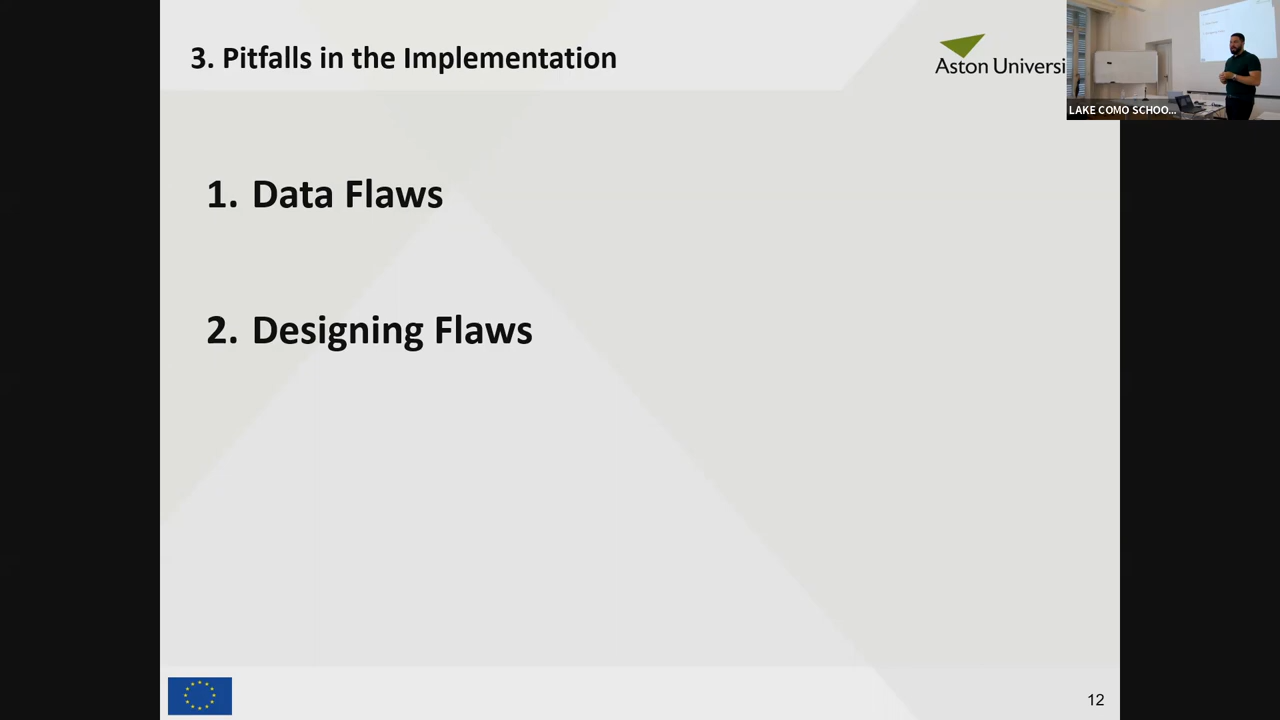 3. Pitfalls in the Implementation
Aston Universi
LAKE COMO SCHOO...
1. Data Flaws
2. Designing Flaws
12